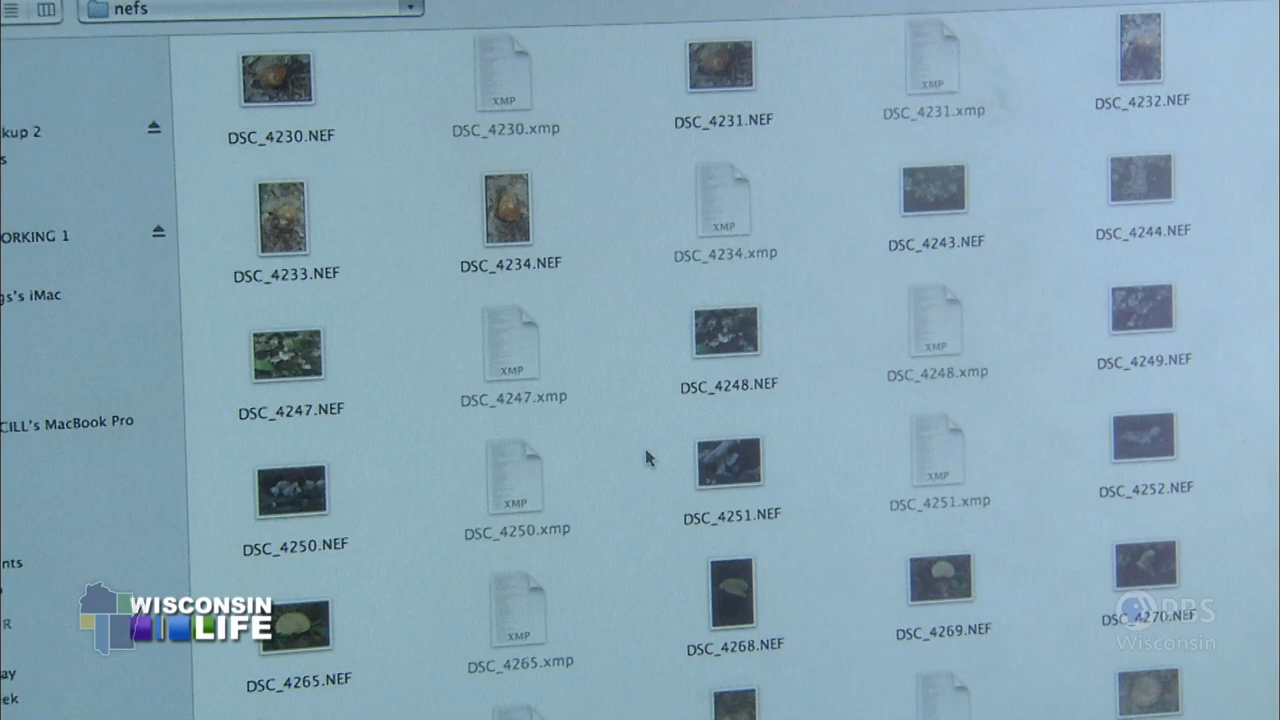 nefs
kup 2
s
ORKING 1
gs's iMac
CILL's MacBook Pro
nts
R
ay
ek
DSC_4230.NEF
XMP
DSC_4230.xmp
DSC_4231.NEF
XMP
DSC_4231.xmp
DSC_4232.NEF
DSC_4233.NEF
DSC_4234.NEF
XMP
DSC_4234.xmp
DSC_4243.NEF
DSC_4244.NEF
DSC_4247.NEF
XMP
DSC_4247.xmp
DSC_4248.NEF
XMP
DSC_4248.xmp
DSC_4249.NEF
DSC_4250.NEF
XMP
DSC_4250.xmp
DSC_4251.NEF
XMP
DSC_4251.xmp
DSC_4252.NEF
DSC_4265.NEF
XMP
DSC_4265.xmp
DSC_4268.NEF
DSC_4269.NEF
DSC_4270.NEF
WISCONSIN
LIFE
PBS
Wisconsin